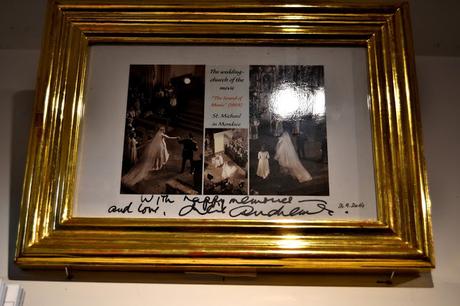 The wedding-
church of the
movie
"The Sound of
Music" (1964)
St. Michael
in Mondsee
With happy memories
and love,